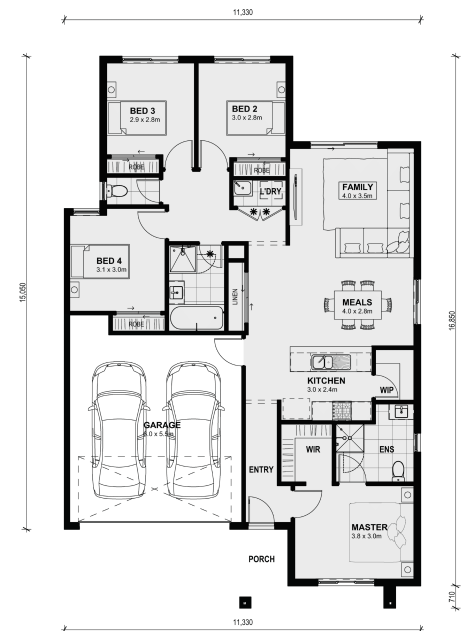 11,330
BED 3
2.9 x 2.8m
BED 2
3.0 x 2.8m
ROBE
ROBE
L'DRY
FAMILY
4.0 x 3.5m
BED 4
3.1 x 3.0m
15,050
16,850
LINEN
MEALS
4.0 x 2.8m
ROBE
KITCHEN
3.0 x 2.4m
WIP
GARAGE
6.0 x 5.5m
WIR
ENS
ENTRY
MASTER
3.8 x 3.0m
PORCH
710
11,330